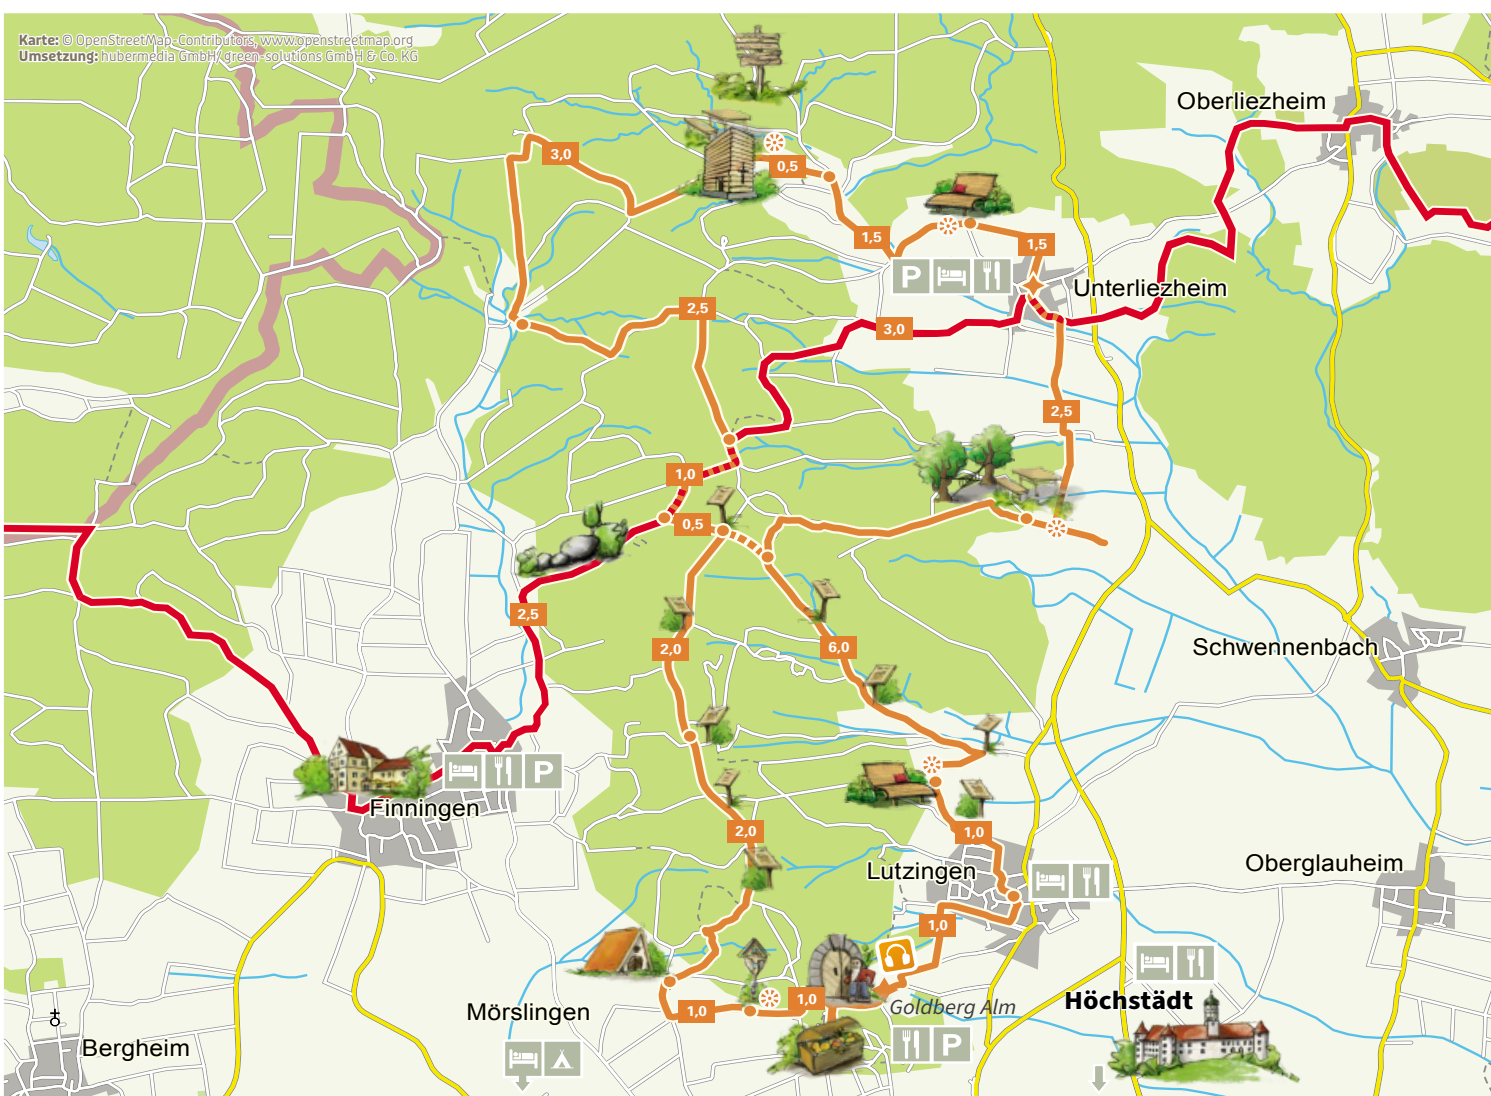 Karte: © OpenStreetMap-Contributors, www.openstreetmap.org
Umsetzung: hubermedia GmbH/green-solutions GmbH & Co. KG
Oberliezheim
3,0
0,5
1,5
1,5
P
Unterliezheim
2,5
3,0
2,5
1,0
0,5
2,5
2,0
6,0
Schwennenbach
P
Finningen
2,0
1,0
Lutzingen
Oberglauheim
1,0
Mörslingen
1,0
1,0
Goldberg Alm
Höchstädt
P
Bergheim